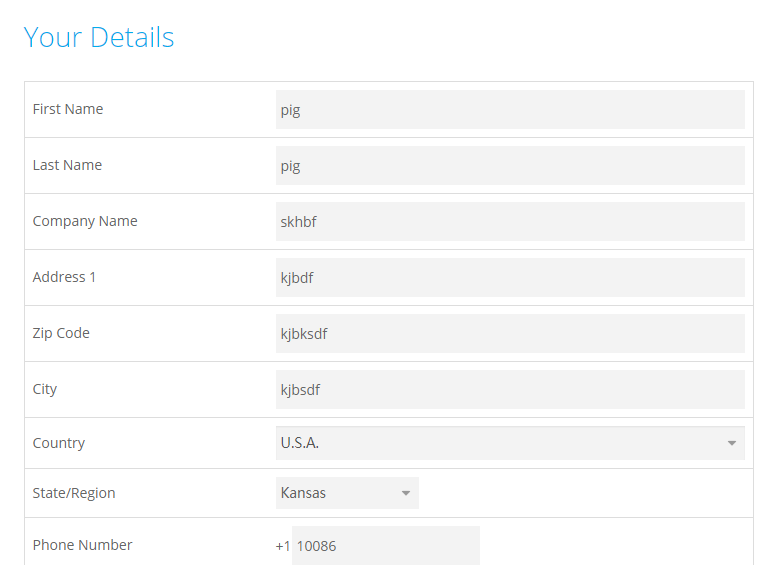 Your Details
First Name pig
Last Name pig
Company Name skhbf
Address 1 kjbdf
Zip Code kjbksdf
City kjbsdf
Country U.S.A.
State/Region Kansas
Phone Number +1 10086